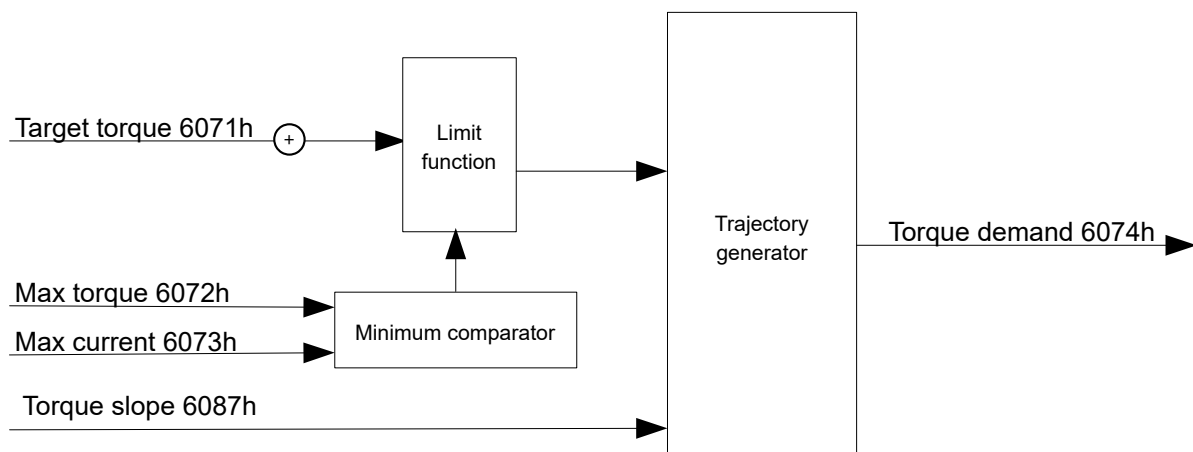 Target torque 6071h
+
Limit
function
Trajectory
generator
Torque demand 6074h
Max torque 6072h
Max current 6073h
Minimum comparator
Torque slope 6087h